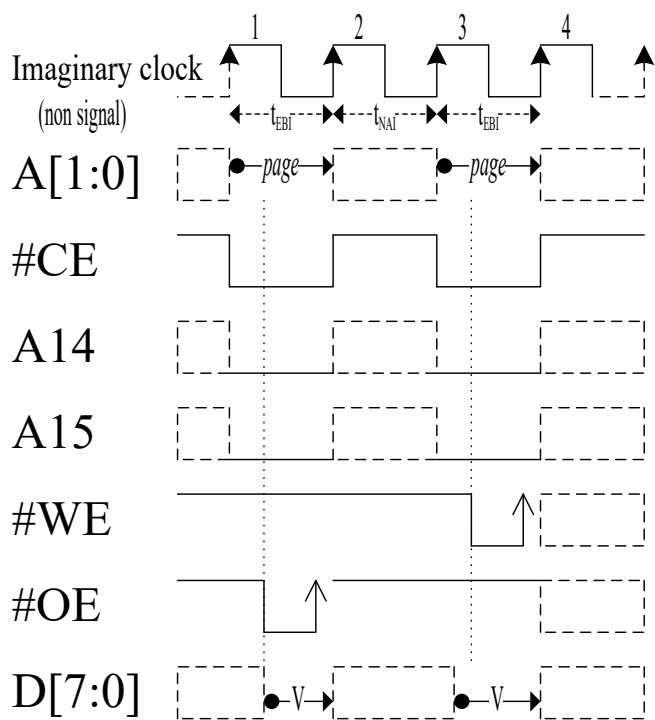 1 2 3 4
Imaginary clock
(non signal)
tEBI tNAI tEBI
A[1:0] page page
#CE
A14
A15
#WE
#OE
D[7:0] V V